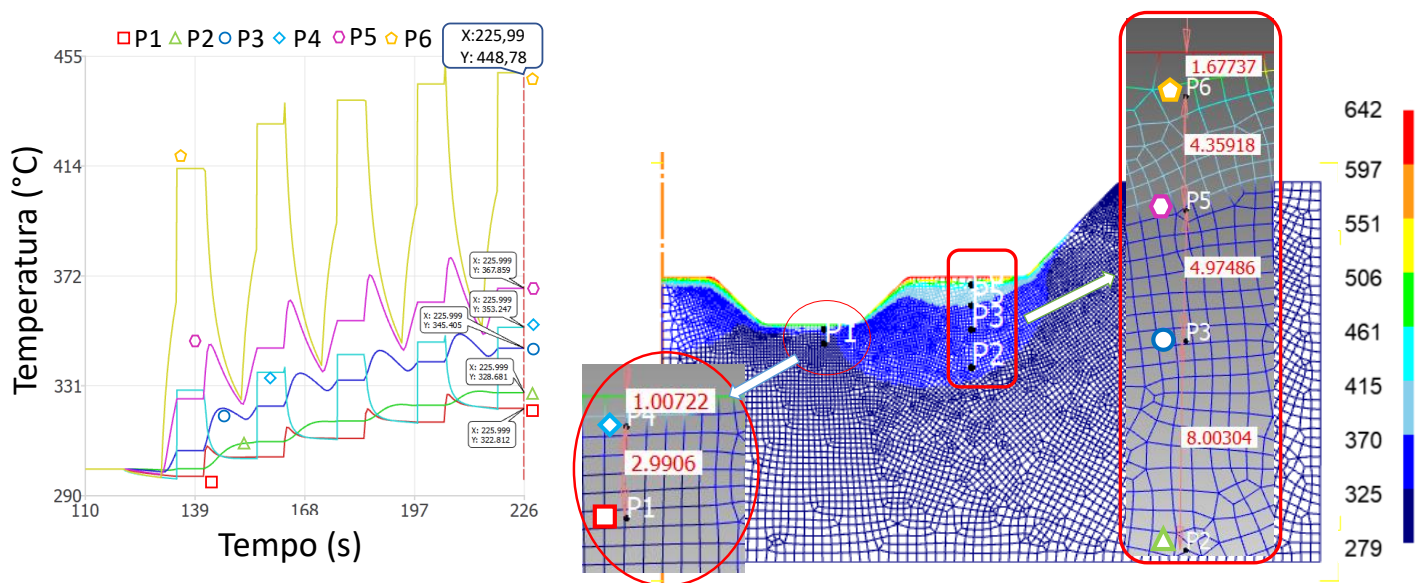 P1 P2 P3 P4 P5 P6
X:225,99
Y: 448,78
455
414
372
331
290
Temperatura (°C)
X: 225.999
Y: 367.859
X: 225.999
Y: 353.247
X: 225.999
Y: 345.405
X: 225.999
Y: 328.681
X: 225.999
Y: 322.812
110 139 168 197 226
Tempo (s)
P1
P5
P3
P2
1.00722
P4
2.9906
P1
1.67737
P6
4.35918
P5
4.97486
P3
8.00304
P2
642
597
551
506
461
415
370
325
279